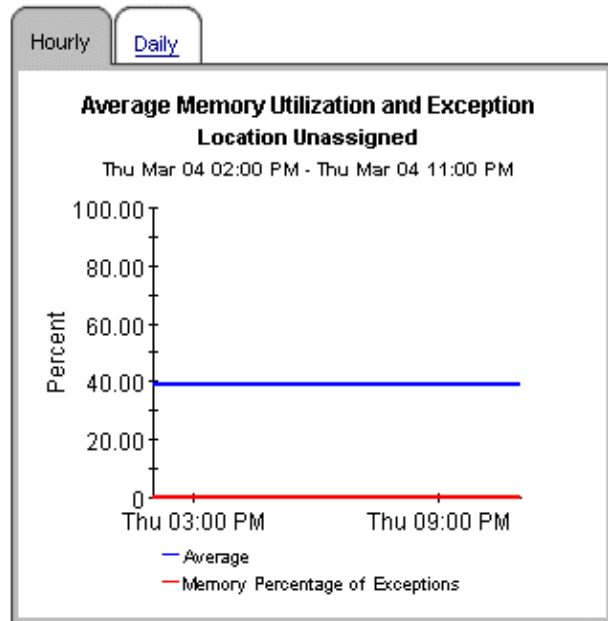 Hourly
Daily
Average Memory Utilization and Exception
Location Unassigned
Thu Mar 04 02:00 PM - Thu Mar 04 11:00 PM
100.00
80.00
60.00
40.00
20.00
0
Percent
Thu 03:00 PM
Thu 09:00 PM
Average
Memory Percentage of Exceptions